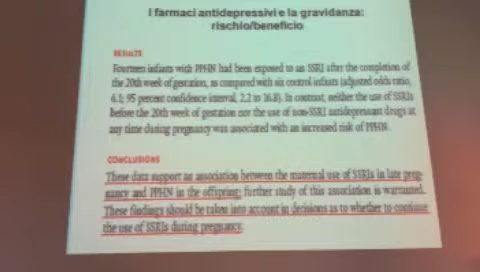 I farmaci antidepressivi e la gravidanza:
rischio/beneficio
RESULTS
Fourteen infants with PPHN had been exposed to an SSRI after the completion of
the 20th week of gestation, as compared with six control infants (adjusted odds ratio,
6.1; 95 percent confidence interval, 2.2 to 16.8). In contrast, neither the use of SSRIs
before the 20th week of gestation nor the use of non-SSRI antidepressant drugs at
any time during pregnancy was associated with an increased risk of PPHN.
CONCLUSIONS
These data support an association between the maternal use of SSRIs in late preg-
nancy and PPHN in the offspring; further study of this association is warranted.
These findings should be taken into account in decisions as to whether to continue
the use of SSRIs during pregnancy.